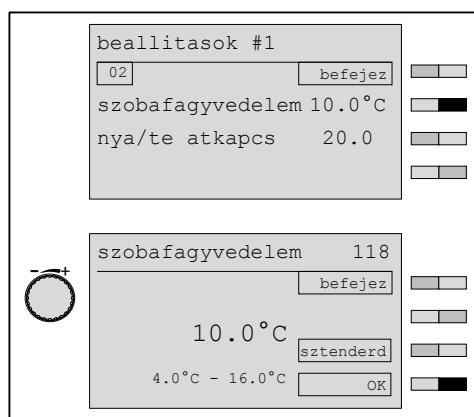 beallitasok #1
02 befejez
szobafagyvedelem 10.0°C
nya/te atkapcs 20.0
szobafagyvedelem 118
befejez
- +
10.0°C
sztenderd
4.0°C - 16.0°C OK